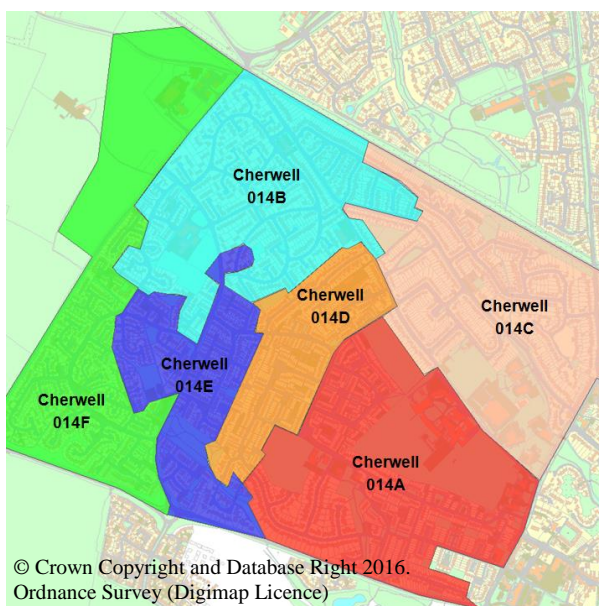 Cherwell
014B
Cherwell
014D
Cherwell
014C
Cherwell
014E
Cherwell
014F
Cherwell
014A
© Crown Copyright and Database Right 2016.
Ordnance Survey (Digimap Licence)